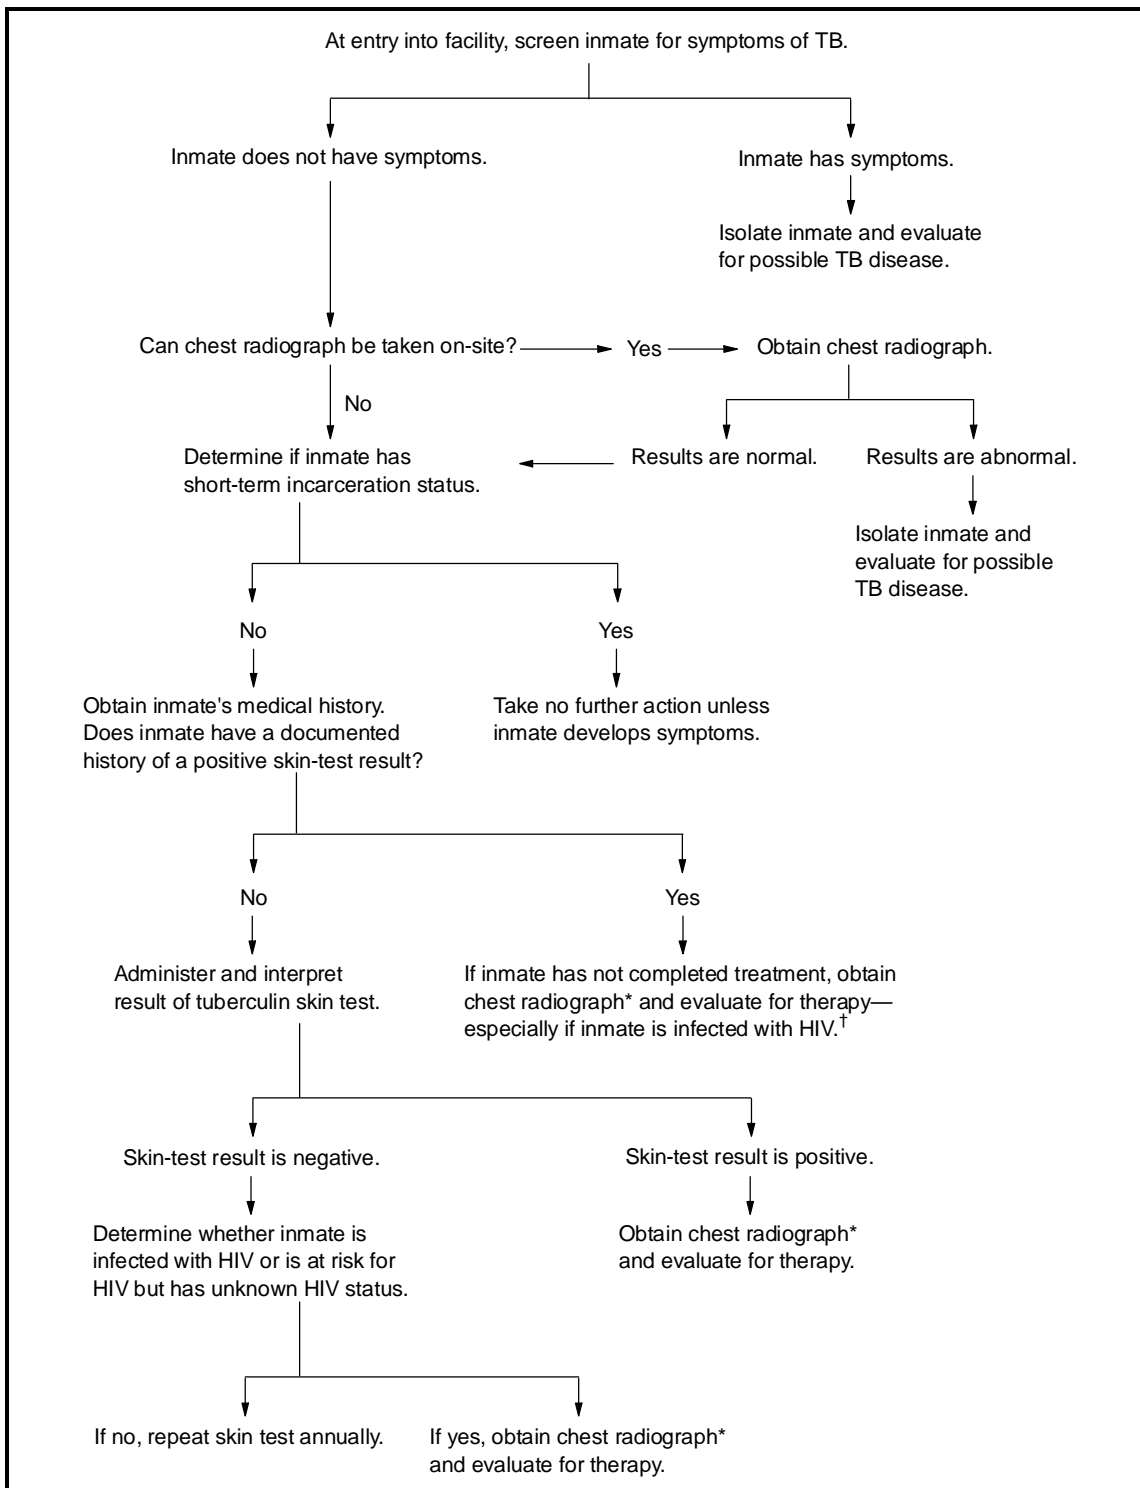 At entry into facility, screen inmate for symptoms of TB.
Inmate does not have symptoms.
Inmate has symptoms.
Isolate inmate and evaluate
for possible TB disease.
Can chest radiograph be taken on-site?
Yes
Obtain chest radiograph.
No
Determine if inmate has
short-term incarceration status.
Results are normal.
Results are abnormal.
Isolate inmate and
evaluate for possible
TB disease.
No
Yes
Obtain inmate's medical history.
Does inmate have a documented
history of a positive skin-test result?
Take no further action unless
inmate develops symptoms.
No
Yes
Administer and interpret
result of tuberculin skin test.
If inmate has not completed treatment, obtain
chest radiograph* and evaluate for therapy—
especially if inmate is infected with HIV.†
Skin-test result is negative.
Skin-test result is positive.
Determine whether inmate is
infected with HIV or is at risk for
HIV but has unknown HIV status.
Obtain chest radiograph*
and evaluate for therapy.
If no, repeat skin test annually.
If yes, obtain chest radiograph*
and evaluate for therapy.